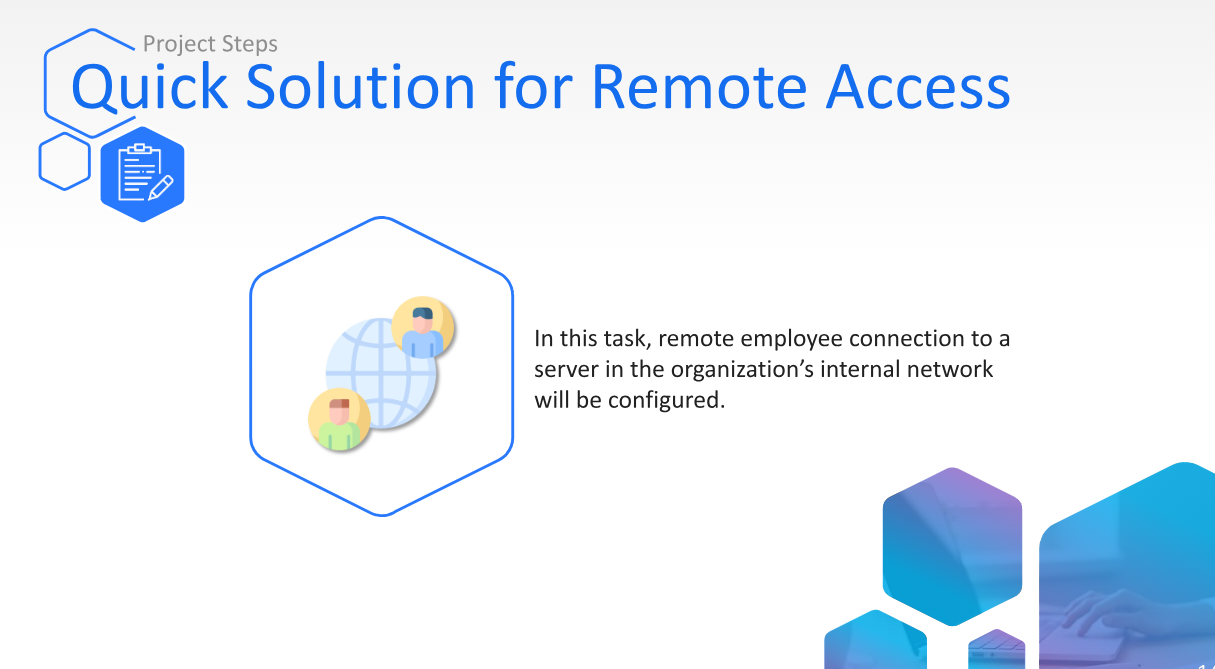 Project Steps
Quick Solution for Remote Access
In this task, remote employee connection to a
server in the organization’s internal network
will be configured.